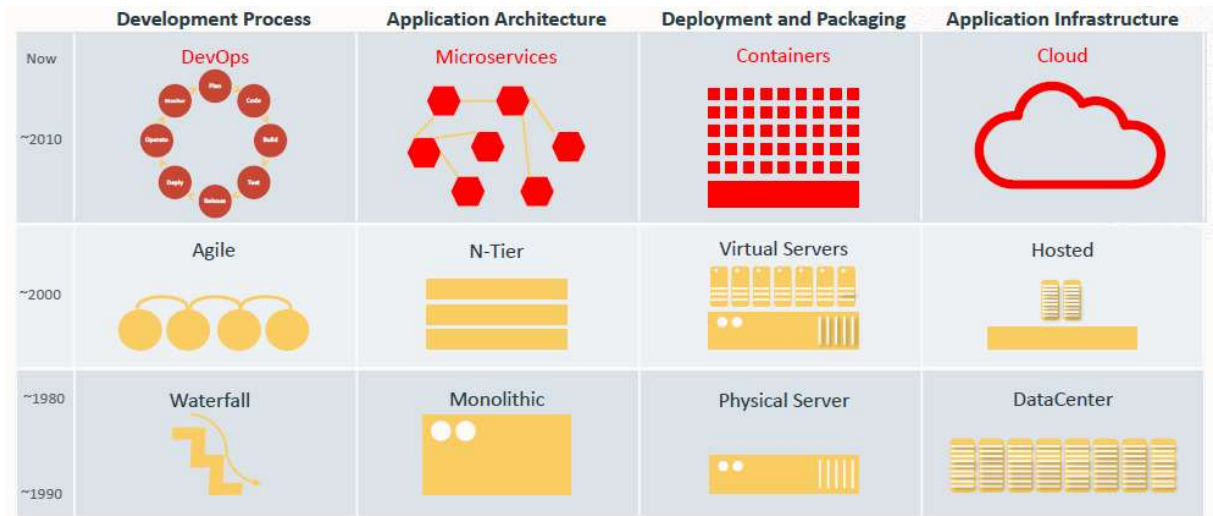 Development Process
Application Architecture
Deployment and Packaging
Application Infrastructure
Now
DevOps
Microservices
Containers
Cloud
Plan
Monitor
Code
~2010
Operate
Build
Deply
Test
Release
Agile
N-Tier
Virtual Servers
Hosted
~2000
~1980
Waterfall
Monolithic
Physical Server
DataCenter
~1990